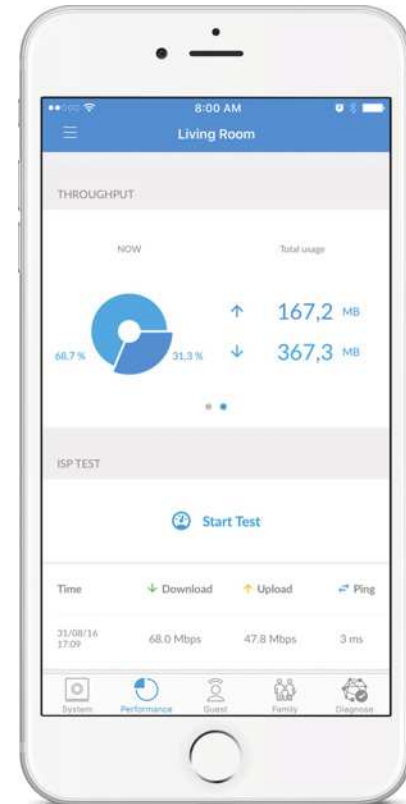 8:00 AM
Living Room
THROUGHPUT
NOW
Total usage
68.7 %
31,3 %
↑ 167,2 MB
↓ 367,3 MB
ISP TEST
Start Test
Time ↓ Download ↑ Upload Ping
31/08/16
17:09
68.0 Mbps 47.8 Mbps 3 ms
System Performance Guest Family Diagnose